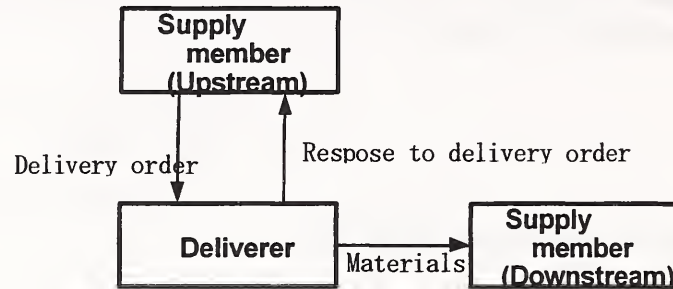 Supply
member
(Upstream)
Delivery order
Respose to delivery order
Deliverer
Materials
Supply
member
(Downstream)